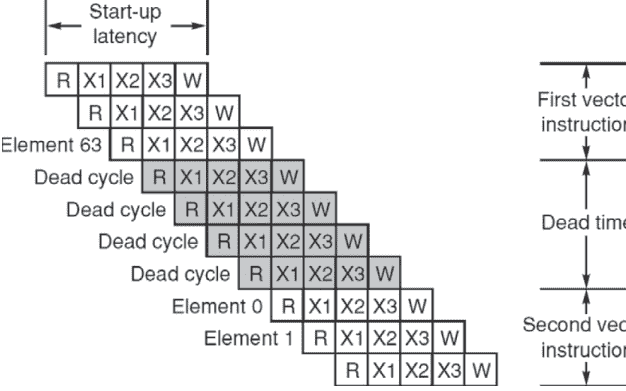 Start-up
latency
R X1 X2 X3 W
R X1 X2 X3 W
First vecto
instruction
Element 63 R X1 X2 X3 W
Dead cycle R X1 X2 X3 W
Dead cycle R X1 X2 X3 W
Dead cycle R X1 X2 X3 W
Dead time
Dead cycle R X1 X2 X3 W
Element 0 R X1 X2 X3 W
Element 1 R X1 X2 X3 W
Second vec
instruction
R X1 X2 X3 W